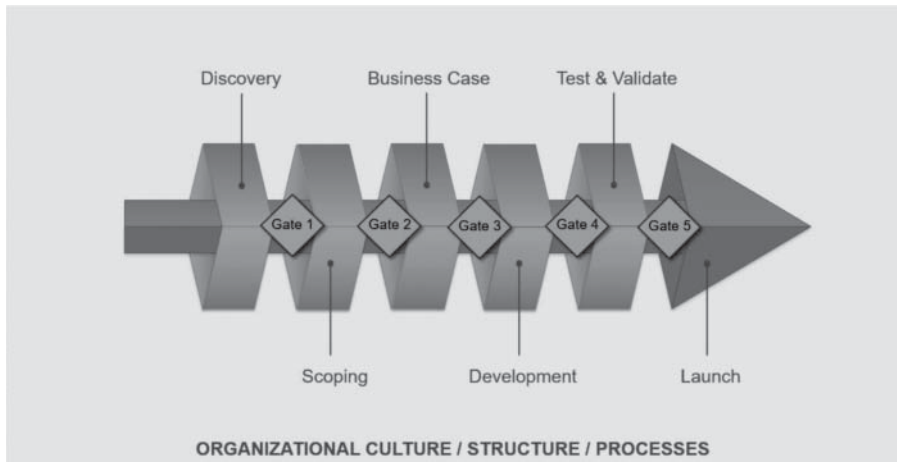 Discovery
Business Case
Test & Validate
Gate 1
Gate 2
Gate 3
Gate 4
Gate 5
Scoping
Development
Launch
ORGANIZATIONAL CULTURE / STRUCTURE / PROCESSES